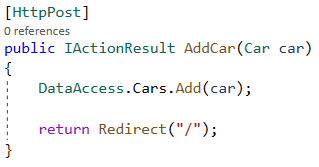 [HttpPost]
0 references
public IActionResult AddCar(Car car)
{
    DataAccess.Cars.Add(car);
    return Redirect("/");
}